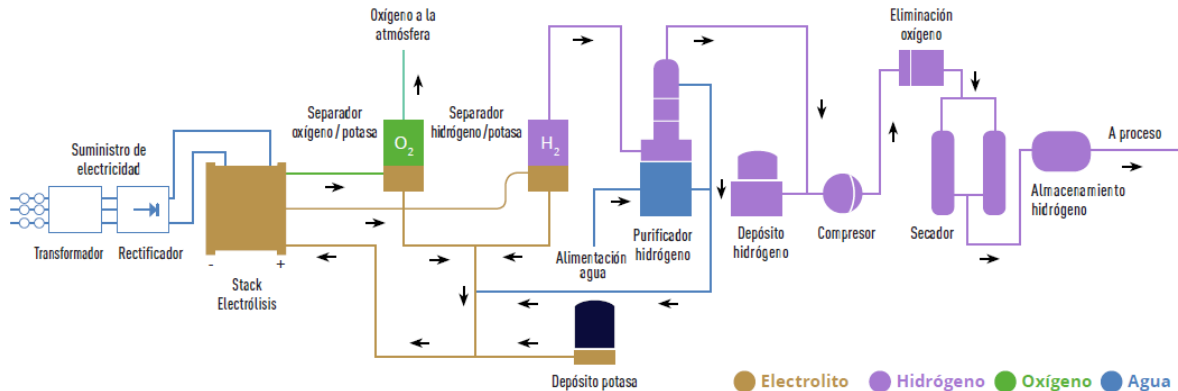 Oxígeno a la
atmósfera
Eliminación
oxígeno
Separador
oxígeno/potasa
Separador
hidrógeno/potasa
O2
H2
Suministro de
electricidad
A proceso
Transformador
Rectificador
- +
Stack
Electrólisis
Alimentación
agua
Purificador
hidrógeno
Depósito
hidrógeno
Compresor
Secador
Almacenamiento
hidrógeno
Depósito potasa
Electrolito
Hidrógeno
Oxígeno
Agua